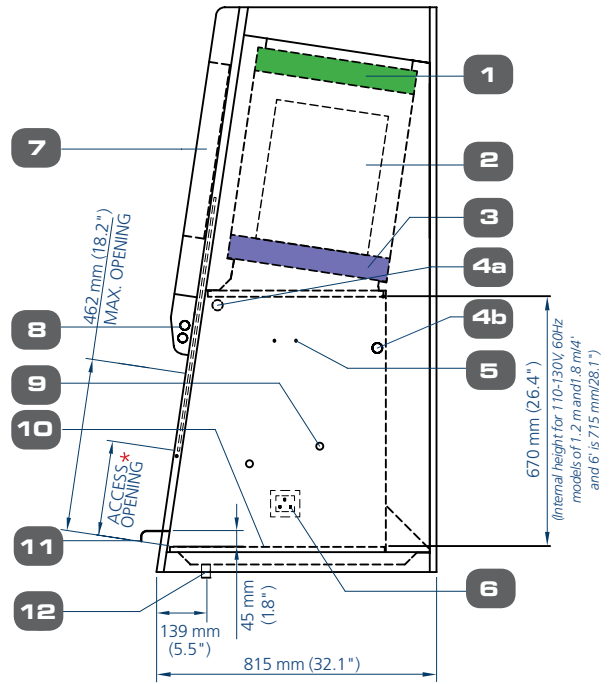 1
7
2
3
4a
462 mm (18.2")
MAX. OPENING
8
4b
5
9
10
670 mm (26.4")
(Internal height for 110-130V, 60Hz
models of 1.2 m and1.8 m/4'
and 6' is 715 mm/28.1")
ACCESS*
OPENING
11
6
12
45 mm
(1.8")
139 mm
(5.5")
815 mm (32.1")